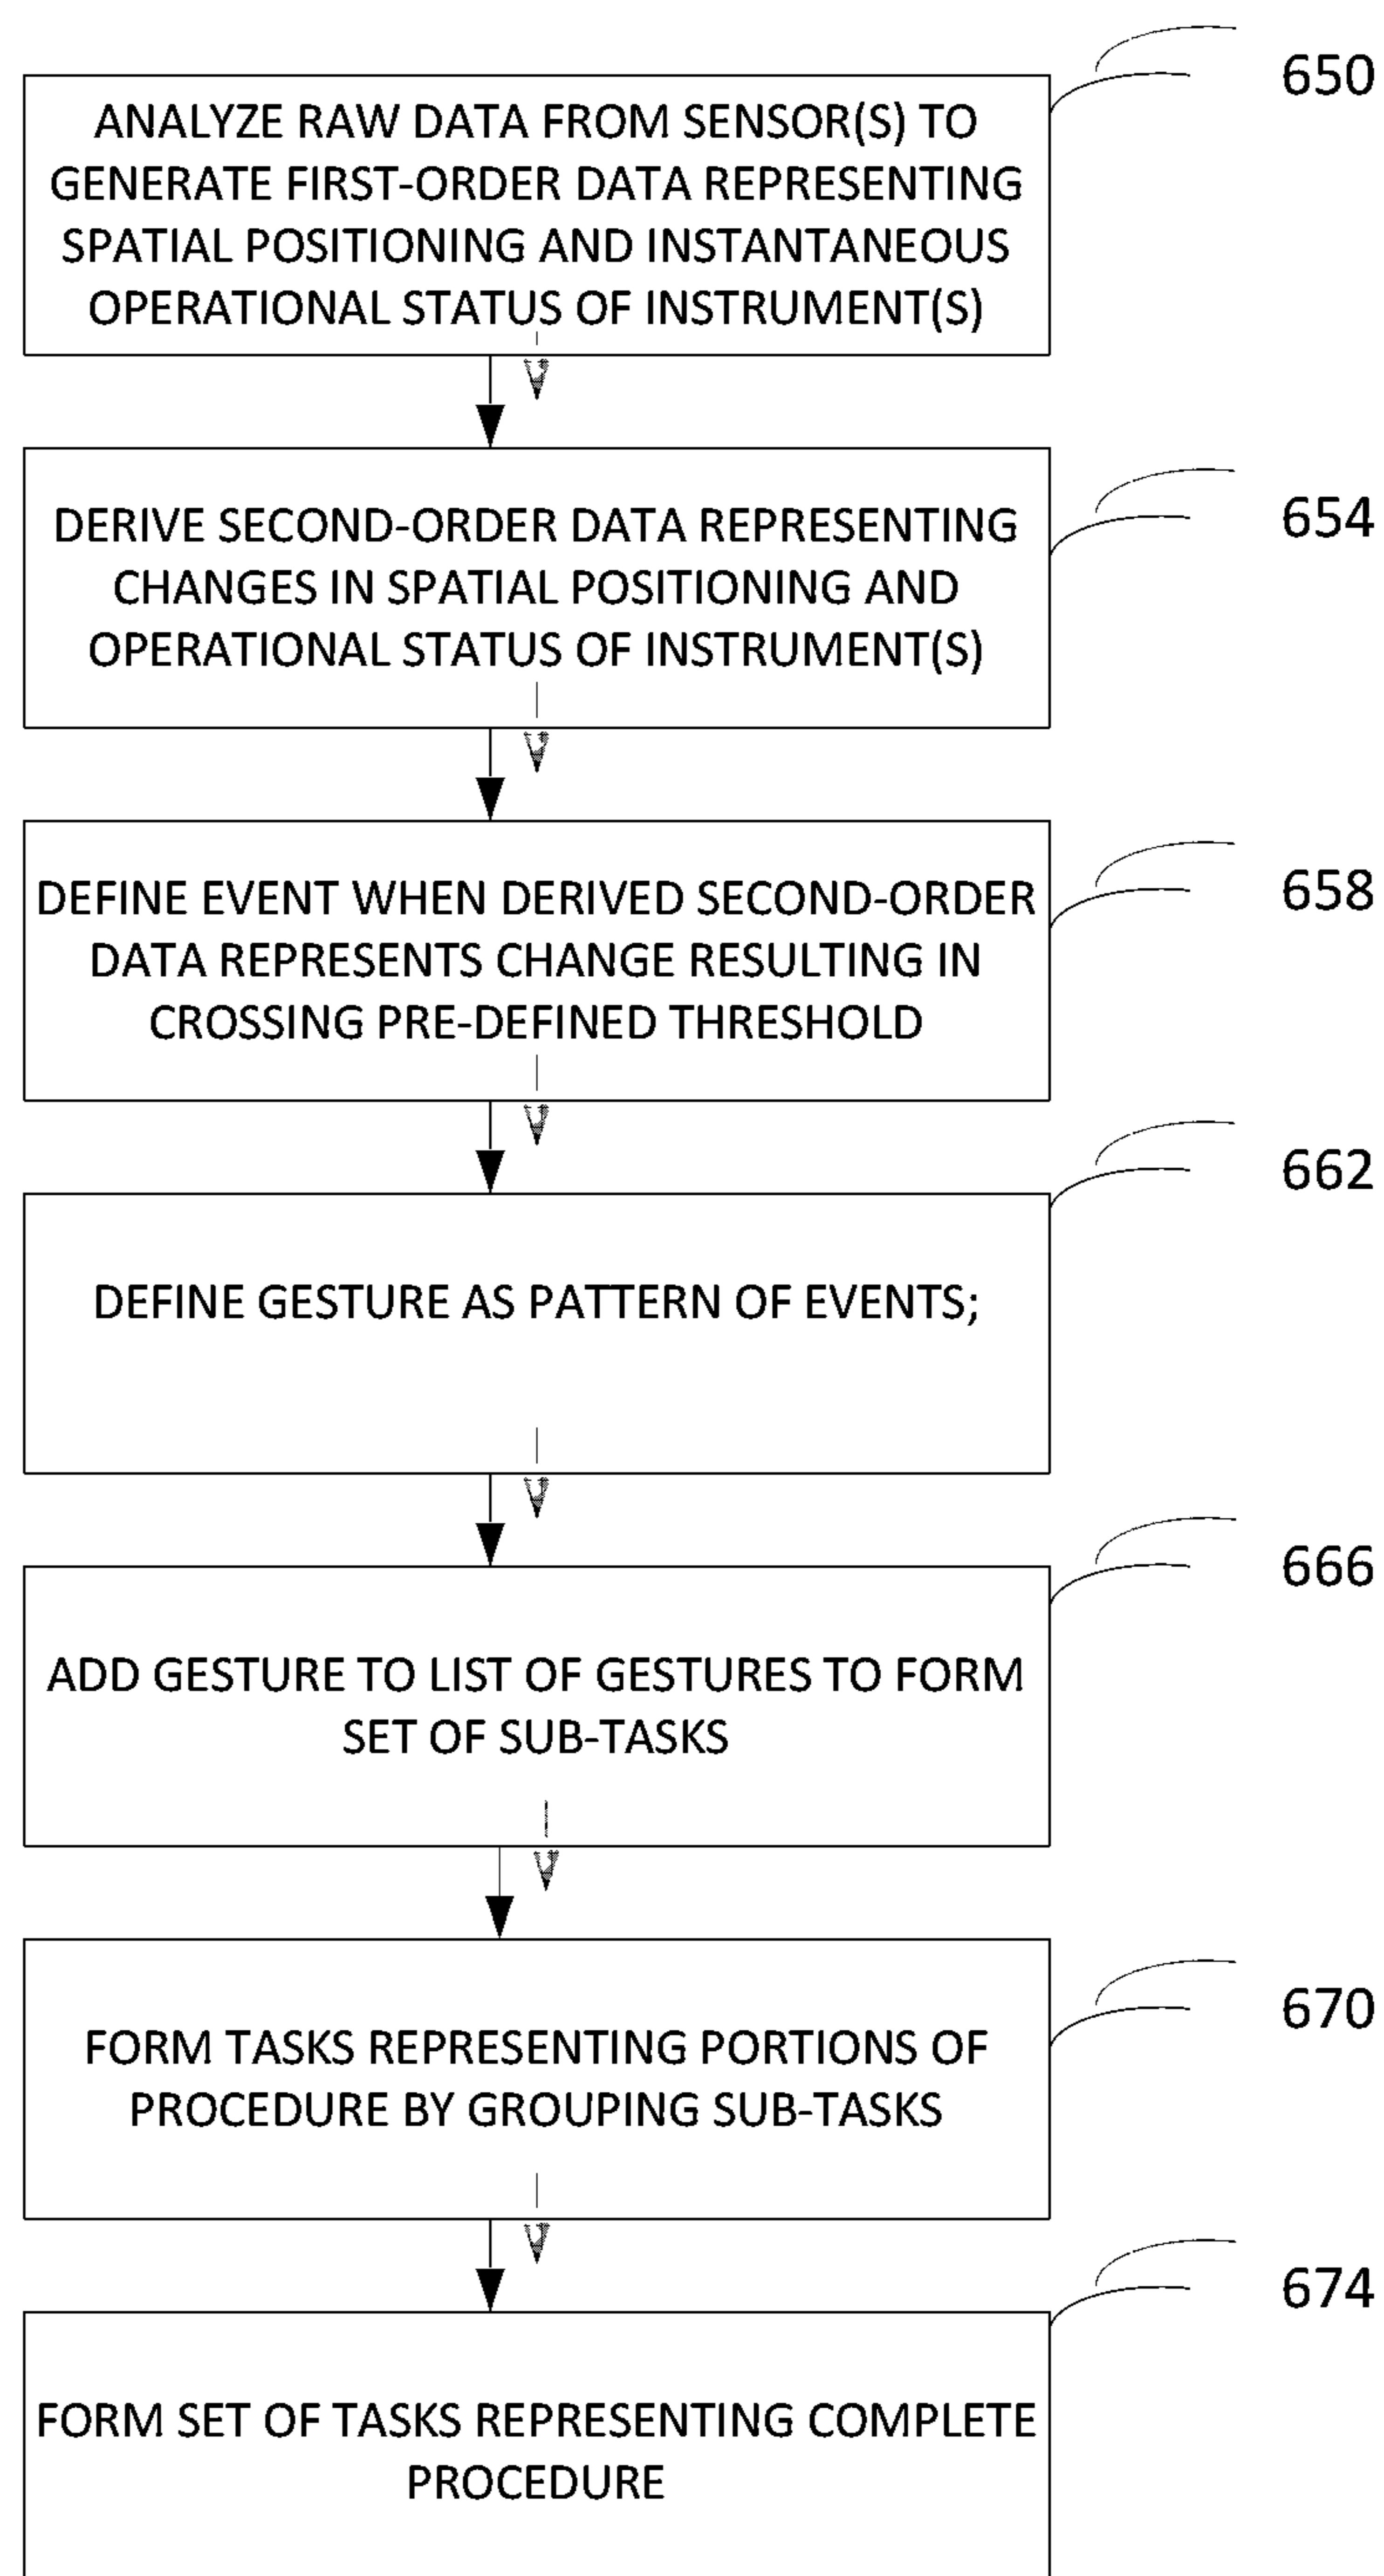 650
ANALYZE RAW DATA FROM SENSOR(S) TO
GENERATE FIRST-ORDER DATA REPRESENTING
SPATIAL POSITIONING AND INSTANTANEOUS
OPERATIONAL STATUS OF INSTRUMENT(S)
654
DERIVE SECOND-ORDER DATA REPRESENTING
CHANGES IN SPATIAL POSITIONING AND
OPERATIONAL STATUS OF INSTRUMENT(S)
658
DEFINE EVENT WHEN DERIVED SECOND-ORDER
DATA REPRESENTS CHANGE RESULTING IN
CROSSING PRE-DEFINED THRESHOLD
662
DEFINE GESTURE AS PATTERN OF EVENTS;
666
ADD GESTURE TO LIST OF GESTURES TO FORM
SET OF SUB-TASKS
670
FORM TASKS REPRESENTING PORTIONS OF
PROCEDURE BY GROUPING SUB-TASKS
674
FORM SET OF TASKS REPRESENTING COMPLETE
PROCEDURE